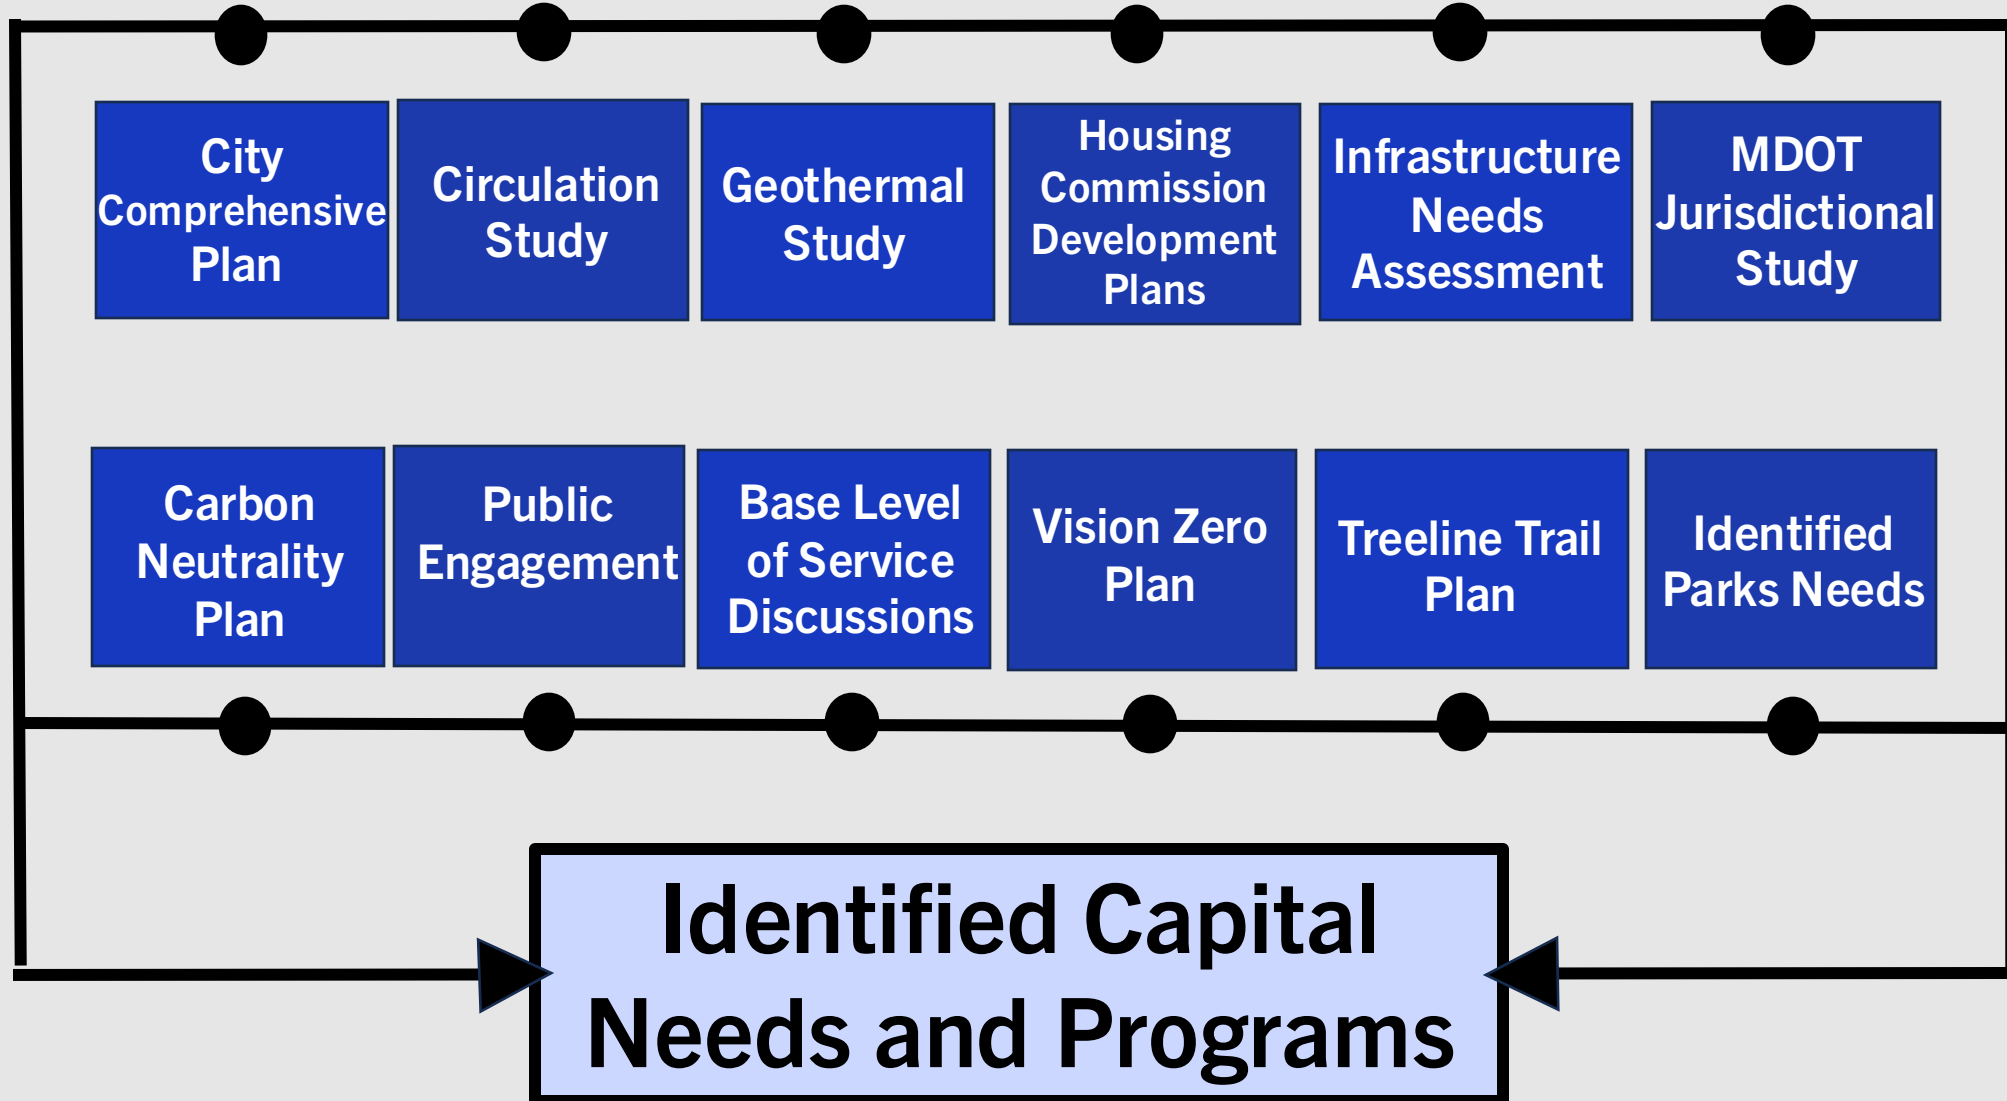 City
Comprehensive
Plan
Circulation
Study
Geothermal
Study
Housing
Commission
Development
Plans
Infrastructure
Needs
Assessment
MDOT
Jurisdictional
Study
Carbon
Neutrality
Plan
Public
Engagement
Base Level
of Service
Discussions
Vision Zero
Plan
Treeline Trail
Plan
Identified
Parks Needs
Identified Capital
Needs and Programs